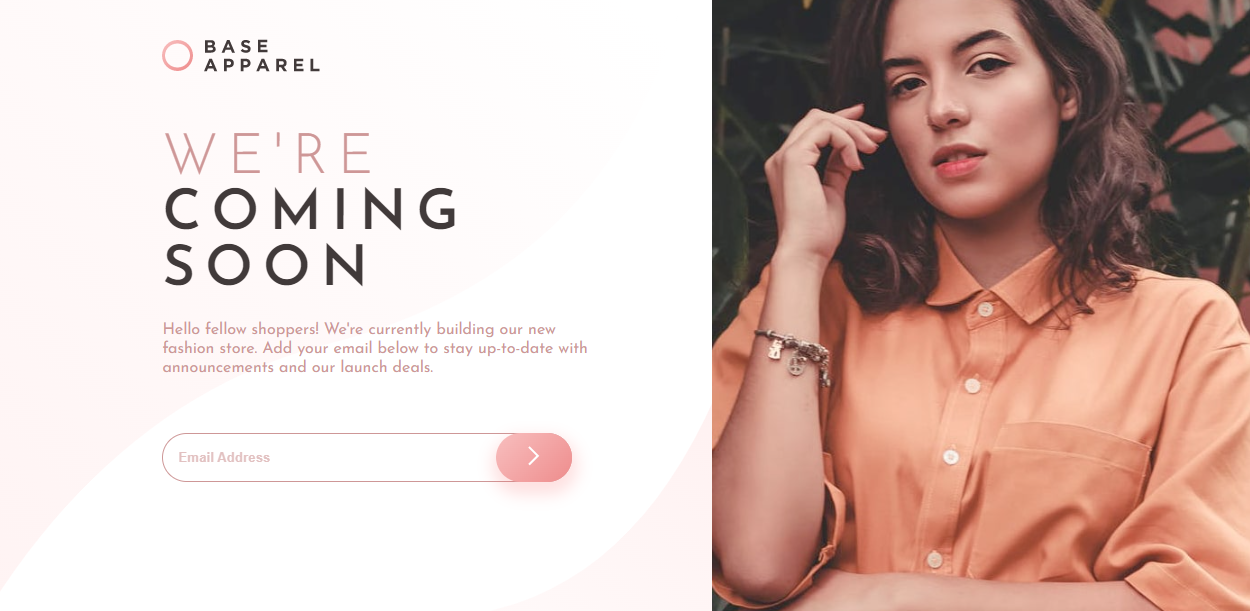 BASE
APPAREL
WE'RE
COMING
SOON
Hello fellow shoppers! We're currently building our new
fashion store. Add your email below to stay up-to-date with
announcements and our launch deals.
Email Address